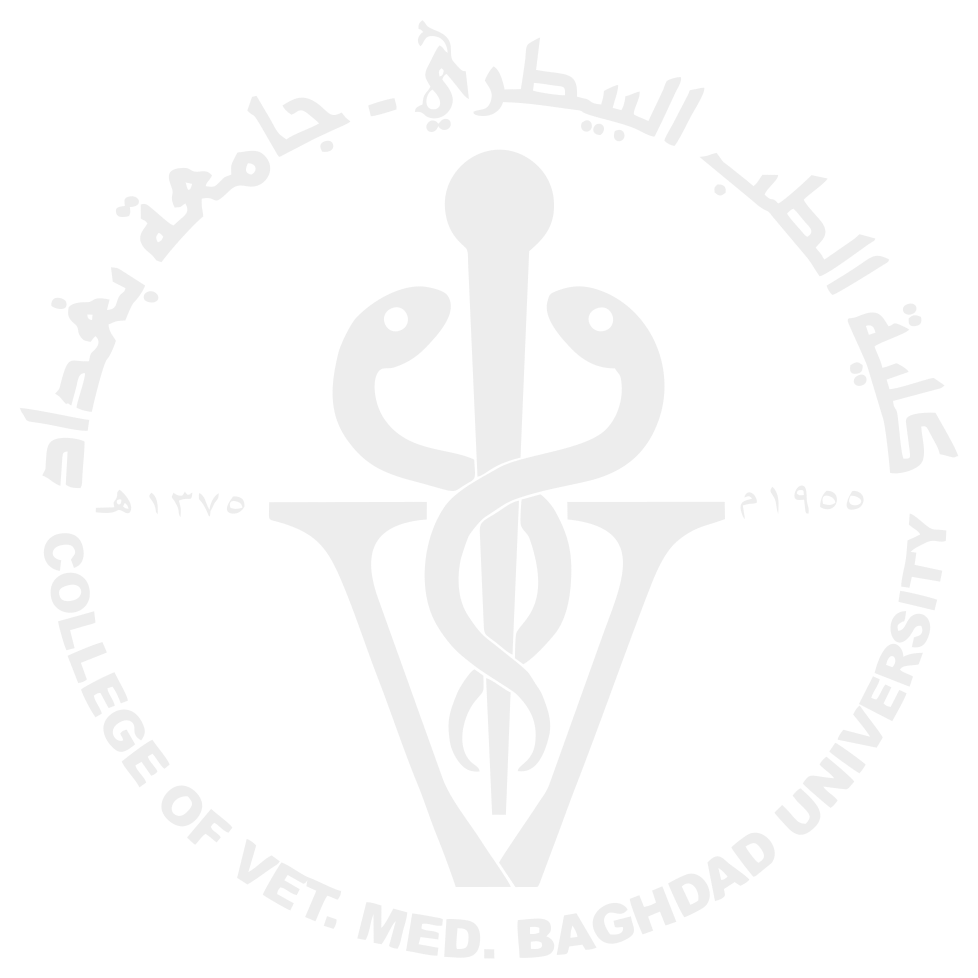 كلية الطب البيطري - جامعة بغداد
١٣٧٥هـ
١٩٥٥م
V
COLLEGE OF VET. MED. BAGHDAD UNIVERSITY